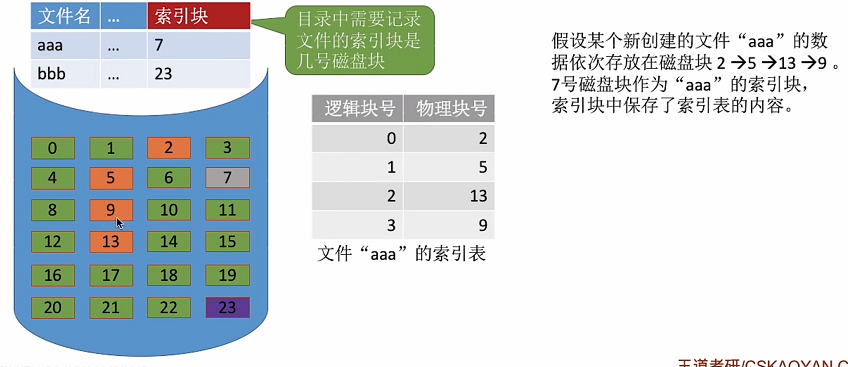 文件名 ... 索引块
aaa ... 7
bbb ... 23
目录中需要记录
文件的索引块是
几号磁盘块
0 1 2 3
4 5 6 7
8 9 10 11
12 13 14 15
16 17 18 19
20 21 22 23
逻辑块号 物理块号
0 2
1 5
2 13
3 9
文件“aaa”的索引表
假设某个新创建的文件“aaa”的数
据依次存放在磁盘块 2 →5 →13 →9 。
7号磁盘块作为“aaa”的索引块，
索引块中保存了索引表的内容。
王道考研/CSKAOYAN.C